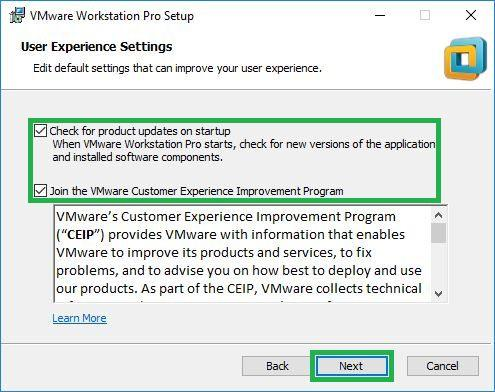 VMware Workstation Pro Setup
User Experience Settings
Edit default settings that can improve your user experience.
Check for product updates on startup
When VMware Workstation Pro starts, check for new versions of the application
and installed software components.
Join the VMware Customer Experience Improvement Program
VMware's Customer Experience Improvement Program
("CEIP") provides VMware with information that enables
VMware to improve its products and services, to fix
problems, and to advise you on how best to deploy and use
our products. As part of the CEIP, VMware collects technical
Learn More
Back
Next
Cancel